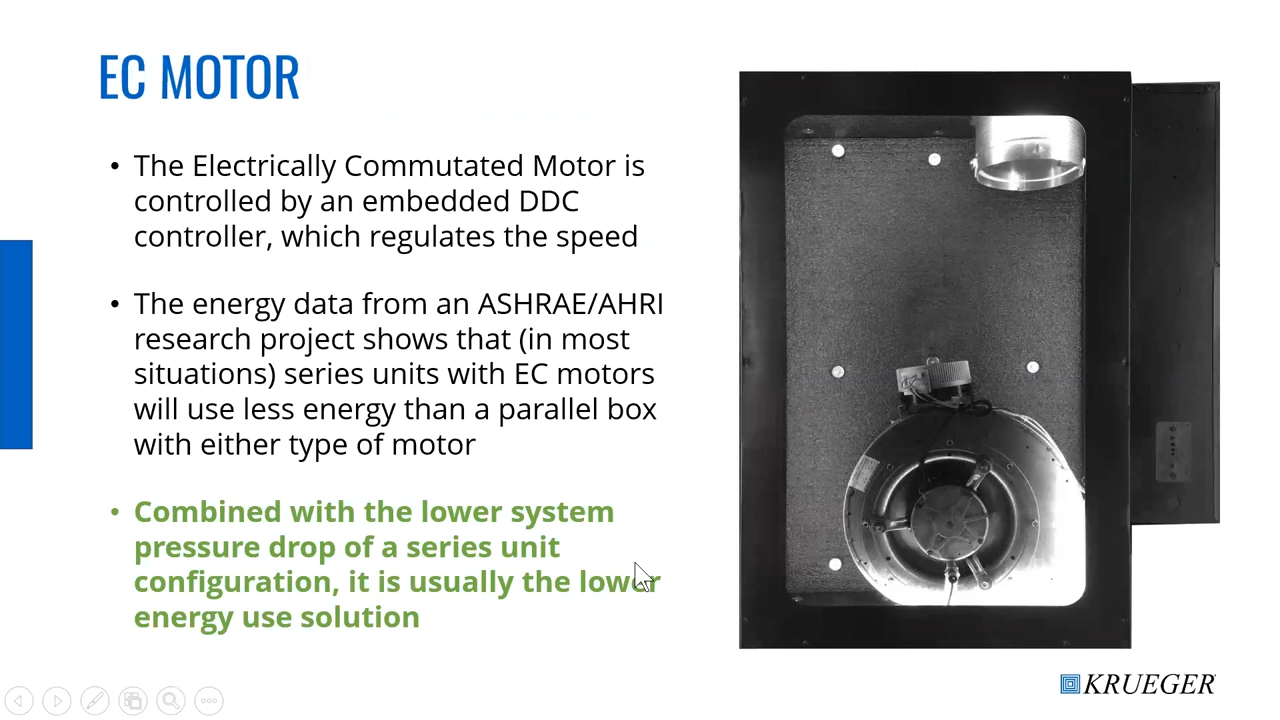 EC MOTOR
• The Electrically Commutated Motor is
controlled by an embedded DDC
controller, which regulates the speed
• The energy data from an ASHRAE/AHRI
research project shows that (in most
situations) series units with EC motors
will use less energy than a parallel box
with either type of motor
• Combined with the lower system
pressure drop of a series unit
configuration, it is usually the lower
energy use solution
KRUEGER